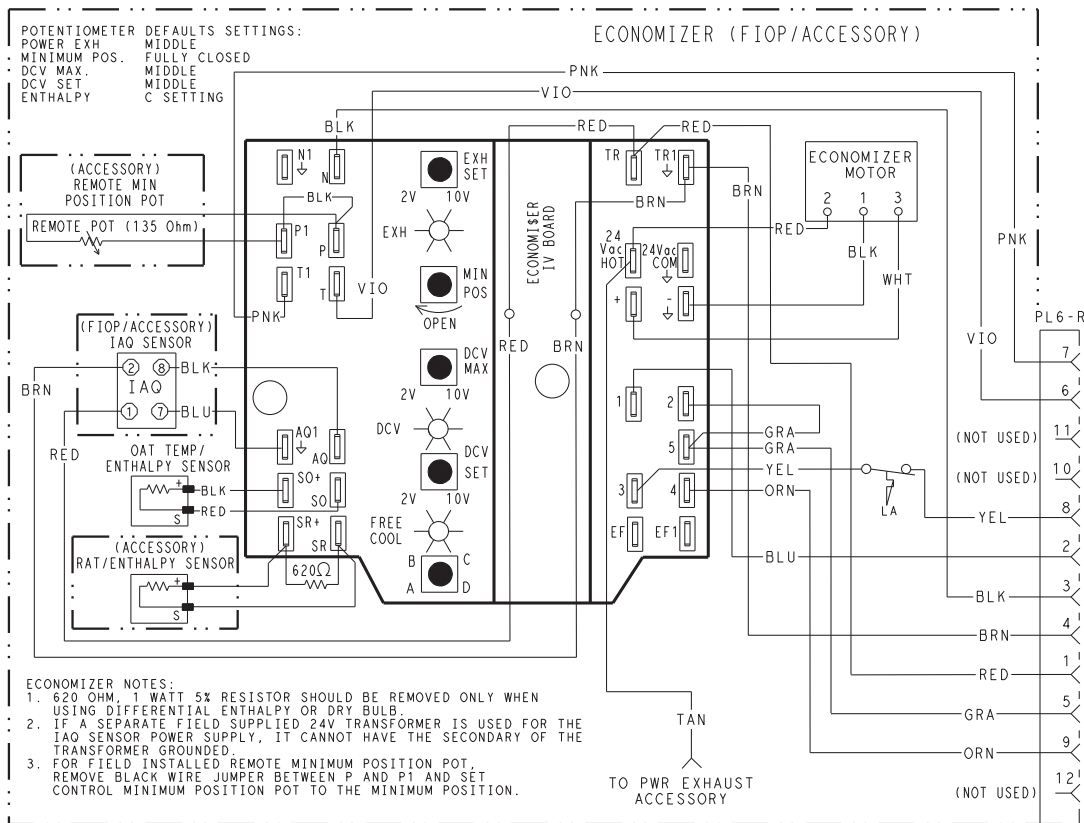 POTENTIOMETER DEFAULTS SETTINGS:
POWER EXH MIDDLE
MINIMUM POS. FULLY CLOSED
DCV MAX. MIDDLE
DCV SET MIDDLE
ENTHALPY C SETTING
ECONOMIZER (FIOP/ACCESSORY)
PNK
VIO
BLK
RED
RED
(ACCESSORY)
REMOTE MIN
POSITION POT
REMOTE POT (135 Ohm)
N1
N
BLK
P1
P
T1
T
VIO
PNK
EXH
SET
2V 10V
EXH
MIN
POS
OPEN
DCV
MAX
2V 10V
DCV
DCV
SET
2V 10V
FREE
COOL
B C
A D
ECONOMI$ER
IV BOARD
RED
BRN
TR
TR1
BRN
BRN
24
Vac
HOT
24Vac
COM
+
-
1
2
5
3
4
EF
EF1
ECONOMIZER
MOTOR
2 1 3
RED
BLK
WHT
PNK
VIO
GRA
GRA
YEL
ORN
LA
BLU
(FIOP/ACCESSORY)
IAQ SENSOR
2 8
IAQ
1 7
BLK
BLU
BRN
RED
AQ1
AQ
OAT TEMP/
ENTHALPY SENSOR
+
S
BLK
RED
SO+
SO
SR+
SR
620Ω
(ACCESSORY)
RAT/ENTHALPY SENSOR
+
S
PL6-R
7
6
(NOT USED) 11
(NOT USED) 10
YEL 8
2
BLK 3
BRN 4
RED 1
GRA 5
ORN 9
(NOT USED) 12
TAN
TO PWR EXHAUST
ACCESSORY
ECONOMIZER NOTES:
1. 620 OHM, 1 WATT 5% RESISTOR SHOULD BE REMOVED ONLY WHEN
USING DIFFERENTIAL ENTHALPY OR DRY BULB.
2. IF A SEPARATE FIELD SUPPLIED 24V TRANSFORMER IS USED FOR THE
IAQ SENSOR POWER SUPPLY, IT CANNOT HAVE THE SECONDARY OF THE
TRANSFORMER GROUNDED.
3. FOR FIELD INSTALLED REMOTE MINIMUM POSITION POT,
REMOVE BLACK WIRE JUMPER BETWEEN P AND P1 AND SET
CONTROL MINIMUM POSITION POT TO THE MINIMUM POSITION.